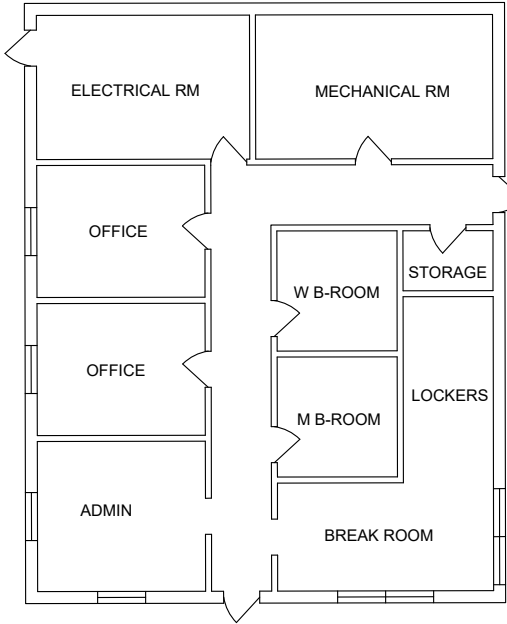 ELECTRICAL RM
MECHANICAL RM
OFFICE
STORAGE
W B-ROOM
OFFICE
LOCKERS
M B-ROOM
ADMIN
BREAK ROOM